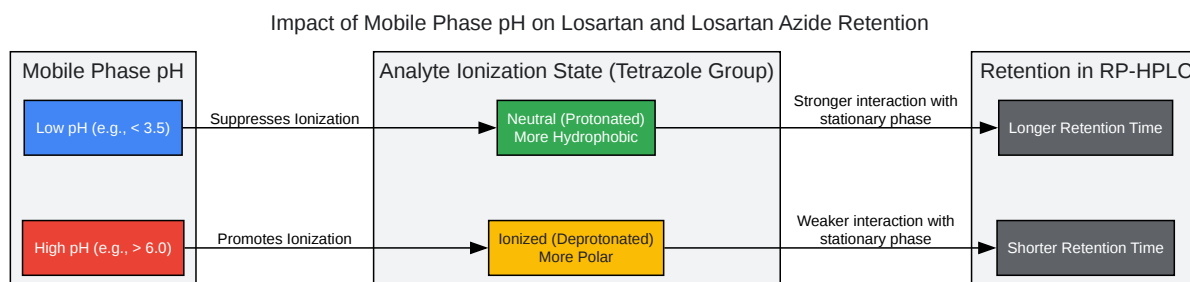 Impact of Mobile Phase pH on Losartan and Losartan Azide Retention
Mobile Phase pH
Analyte Ionization State (Tetrazole Group)
Retention in RP-HPLC
Low pH (e.g., < 3.5)
Suppresses Ionization
Neutral (Protonated)
More Hydrophobic
Stronger interaction with
stationary phase
Longer Retention Time
High pH (e.g., > 6.0)
Promotes Ionization
Ionized (Deprotonated)
More Polar
Weaker interaction with
stationary phase
Shorter Retention Time